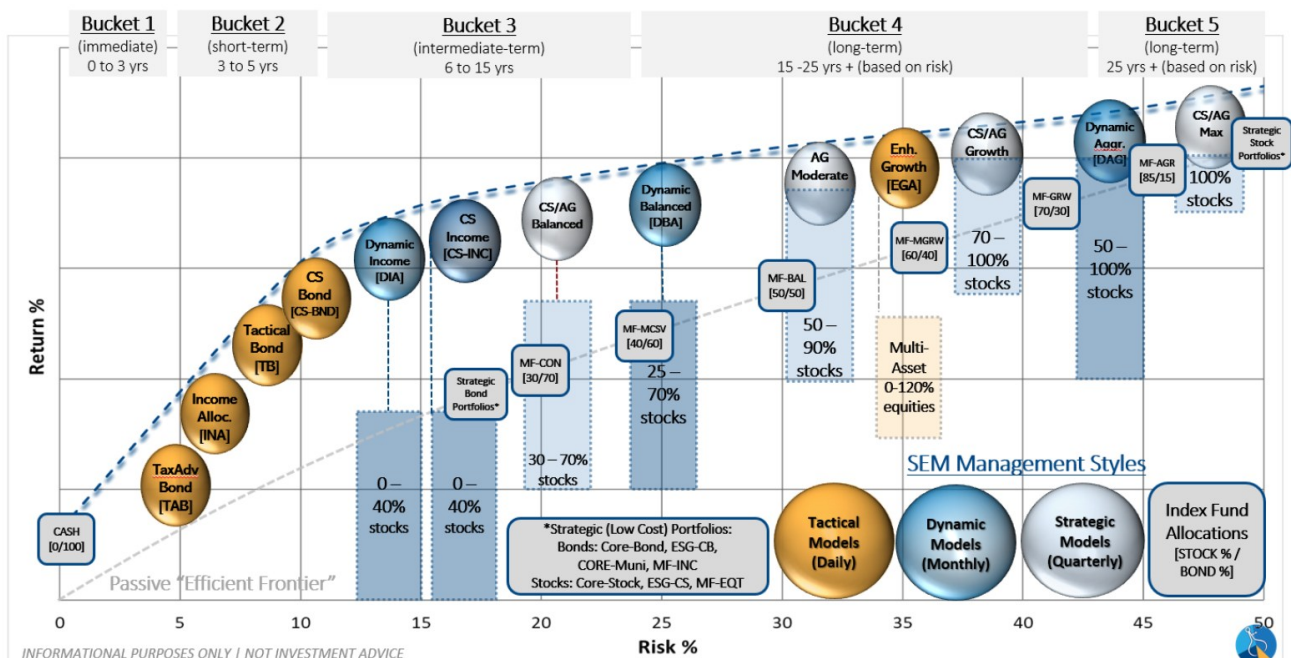 Bucket 1
(immediate)
0 to 3 yrs
Bucket 2
(short-term)
3 to 5 yrs
Bucket 3
(intermediate-term)
6 to 15 yrs
Bucket 4
(long-term)
15 -25 yrs + (based on risk)
Bucket 5
(long-term)
25 yrs + (based on risk)
Return %
CASH
[0/100]
TaxAdv
Bond
[TAB]
Income
Alloc.
[INA]
Tactical
Bond
[TB]
CS
Bond
[CS-BND]
Dynamic
Income
[DIA]
CS
Income
[CS-INC]
CS/AG
Balanced
Dynamic
Balanced
[DBA]
AG
Moderate
Enh.
Growth
[EGA]
CS/AG
Growth
Dynamic
Aggr.
[DAG]
CS/AG
Max
Strategic
Stock
Portfolios*
MF-AGR
[85/15]
MF-GRW
[70/30]
MF-MGRW
[60/40]
MF-BAL
[50/50]
MF-MCSV
[40/60]
MF-CON
[30/70]
Strategic
Bond
Portfolios*
0 –
40%
stocks
0 –
40%
stocks
30 – 70%
stocks
25 –
70%
stocks
50 –
90%
stocks
Multi-
Asset
0-120%
equities
70 –
100%
stocks
50 –
100%
stocks
100%
stocks
Passive "Efficient Frontier"
*Strategic (Low Cost) Portfolios:
Bonds: Core-Bond, ESG-CB,
CORE-Muni, MF-INC
Stocks: Core-Stock, ESG-CS, MF-EQT
SEM Management Styles
Tactical
Models
(Daily)
Dynamic
Models
(Monthly)
Strategic
Models
(Quarterly)
Index Fund
Allocations
[STOCK % /
BOND %]
0 5 10 15 20 25 30 35 40 45 50
Risk %
INFORMATIONAL PURPOSES ONLY | NOT INVESTMENT ADVICE